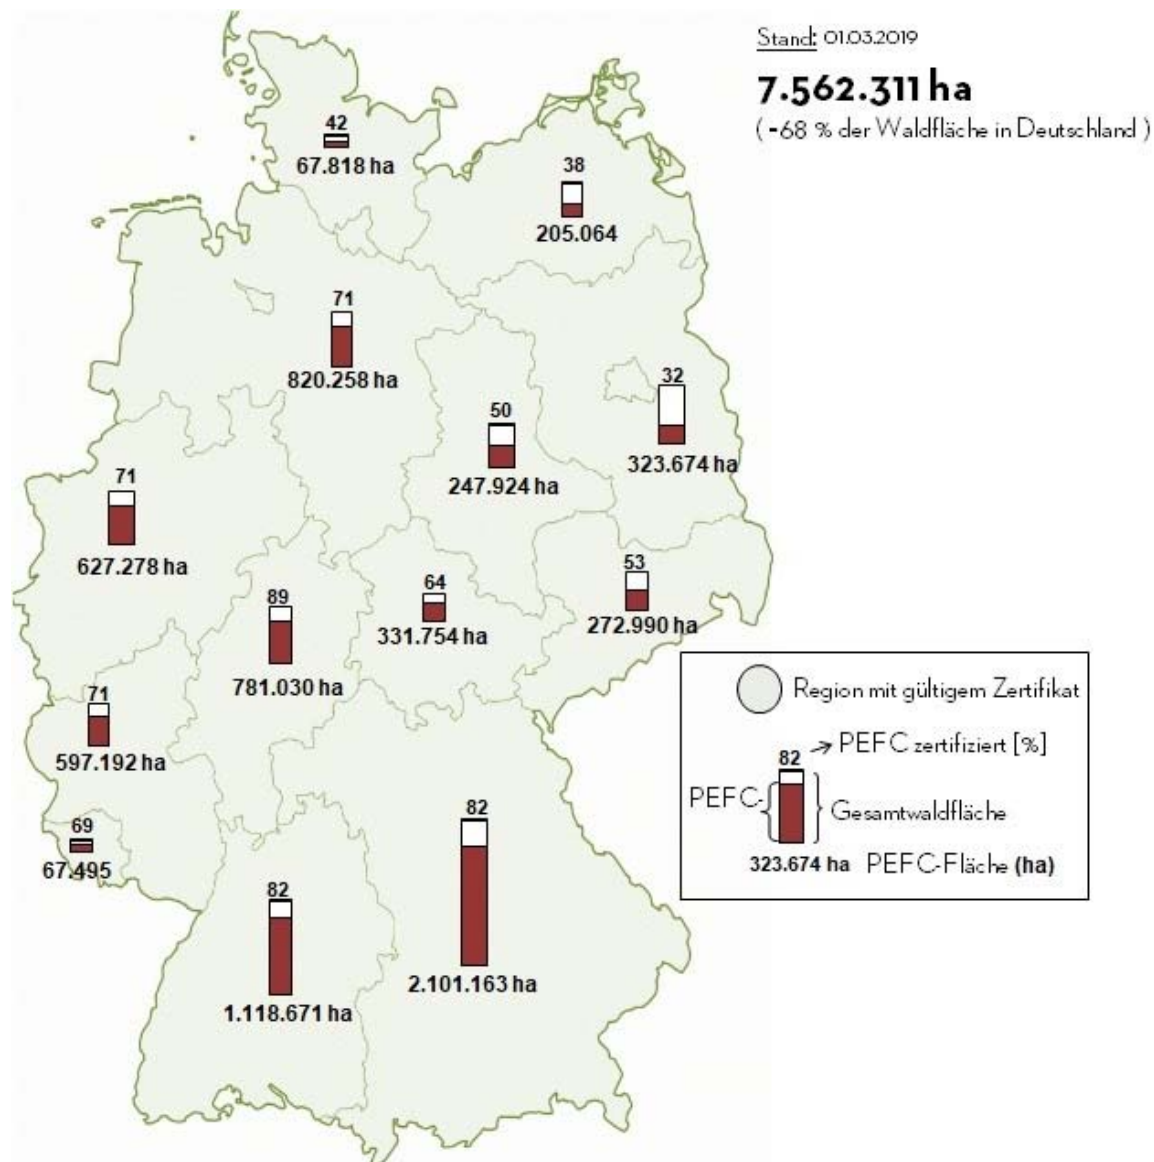 Stand: 01.03.2019
7.562.311 ha
( ~68 % der Waldfläche in Deutschland )
42
67.818 ha
38
205.064
71
820.258 ha
32
323.674 ha
50
247.924 ha
71
627.278 ha
53
272.990 ha
64
331.754 ha
89
781.030 ha
71
597.192 ha
69
67.495
82
1.118.671 ha
82
2.101.163 ha
Region mit gültigem Zertifikat
82
PEFC zertifiziert [%]
PEFC-
Gesamtwaldfläche
323.674 ha PEFC-Fläche (ha)